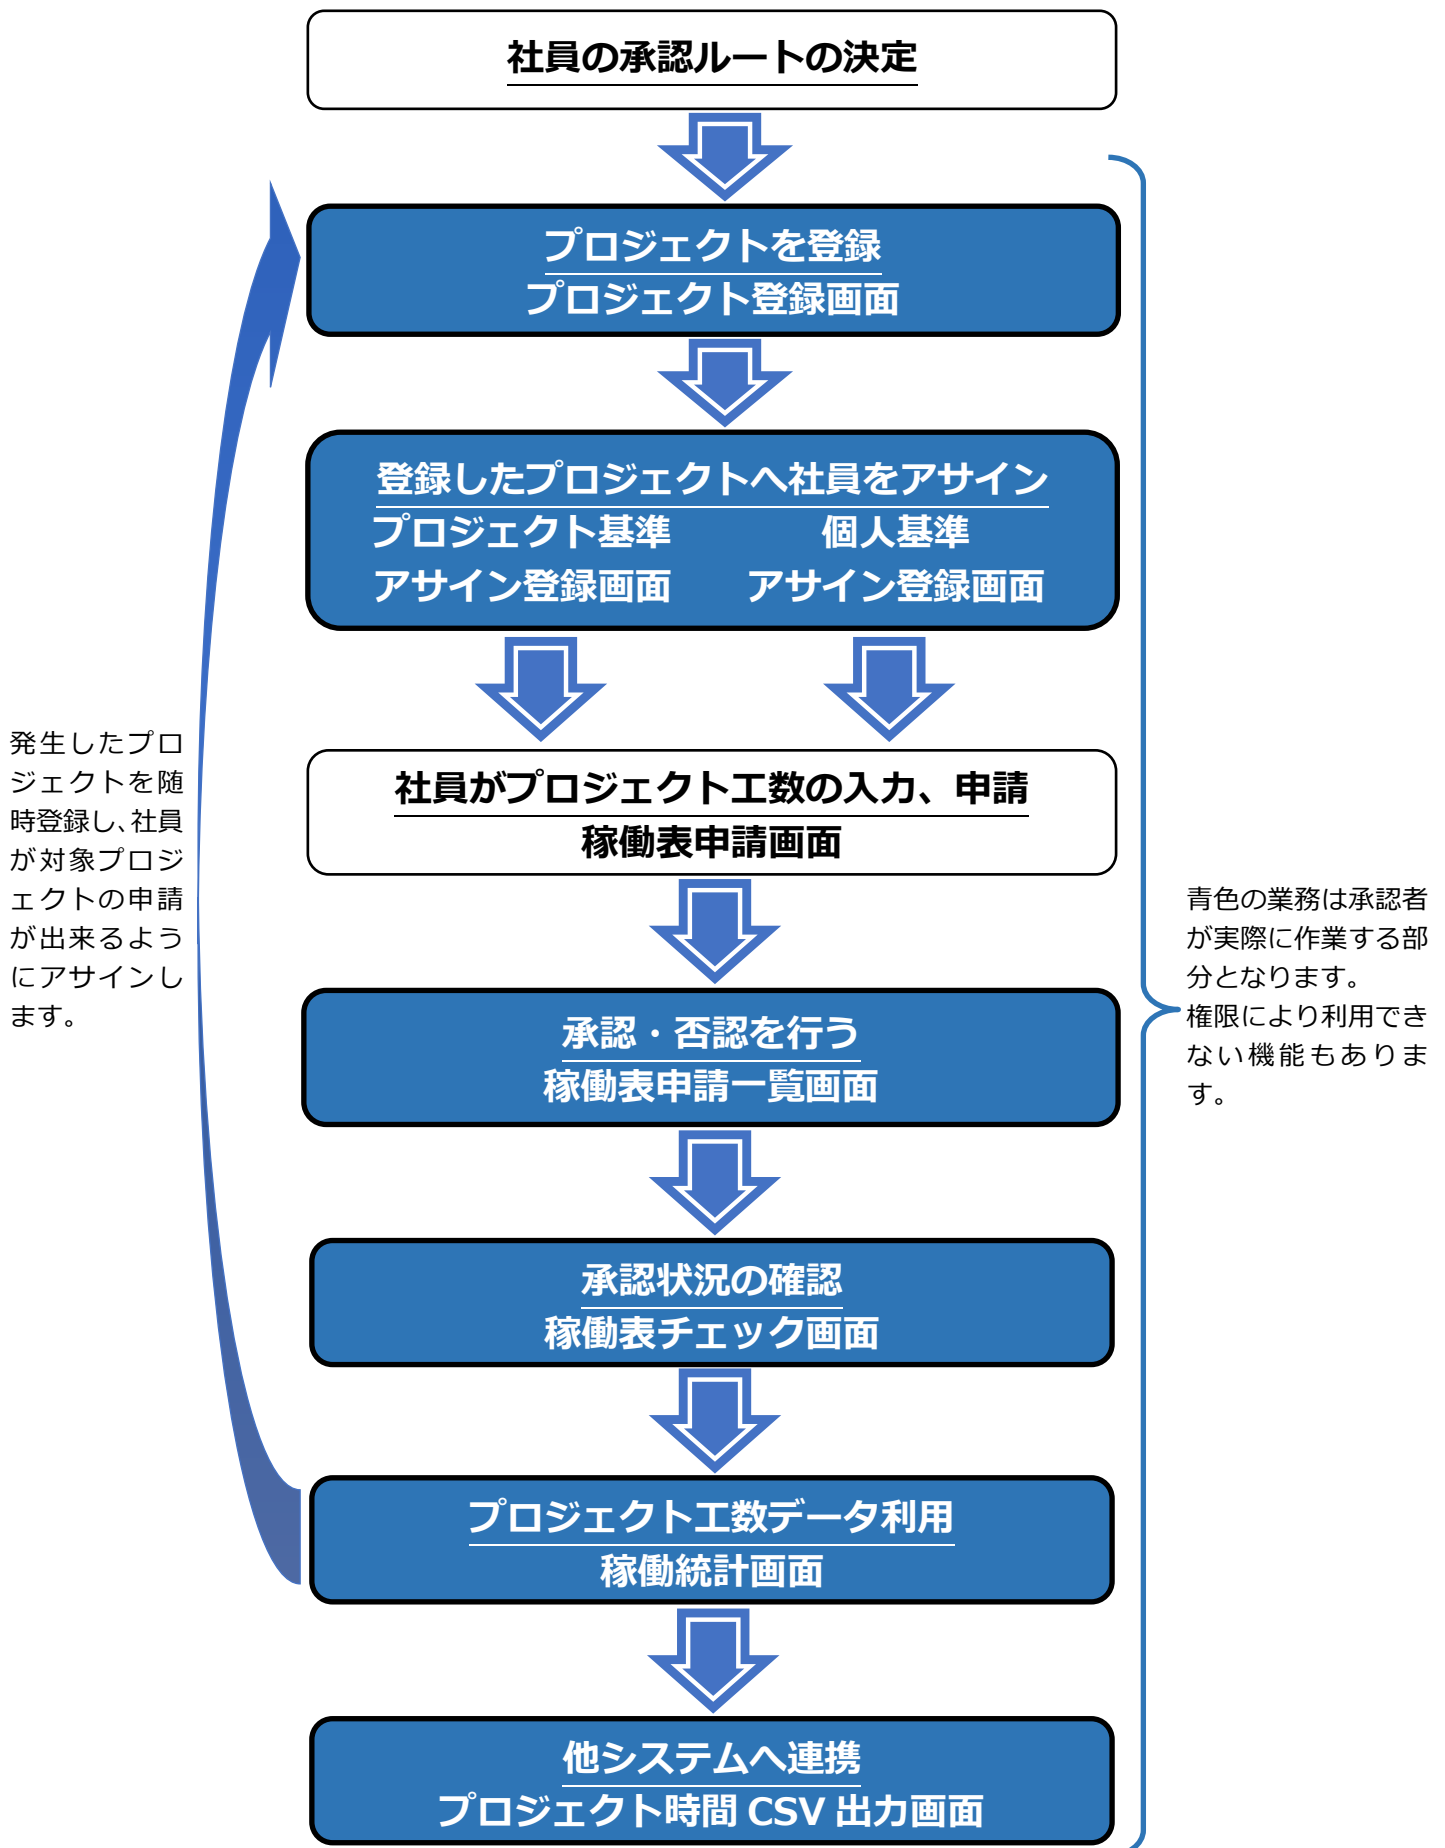 社員の承認ルートの決定
プロジェクトを登録
プロジェクト登録画面
登録したプロジェクトへ社員をアサイン
プロジェクト基準 個人基準
アサイン登録画面 アサイン登録画面
社員がプロジェクト工数の入力、申請
稼働表申請画面
承認・否認を行う
稼働表申請一覧画面
承認状況の確認
稼働表チェック画面
プロジェクト工数データ利用
稼働統計画面
他システムへ連携
プロジェクト時間 CSV 出力画面
発生したプロ
ジェクトを随
時登録し、社員
が対象プロジ
ェクトの申請
が出来るよう
にアサインし
ます。
青色の業務は承認者
が実際に作業する部
分となります。
権限により利用でき
ない機能もありま
す。